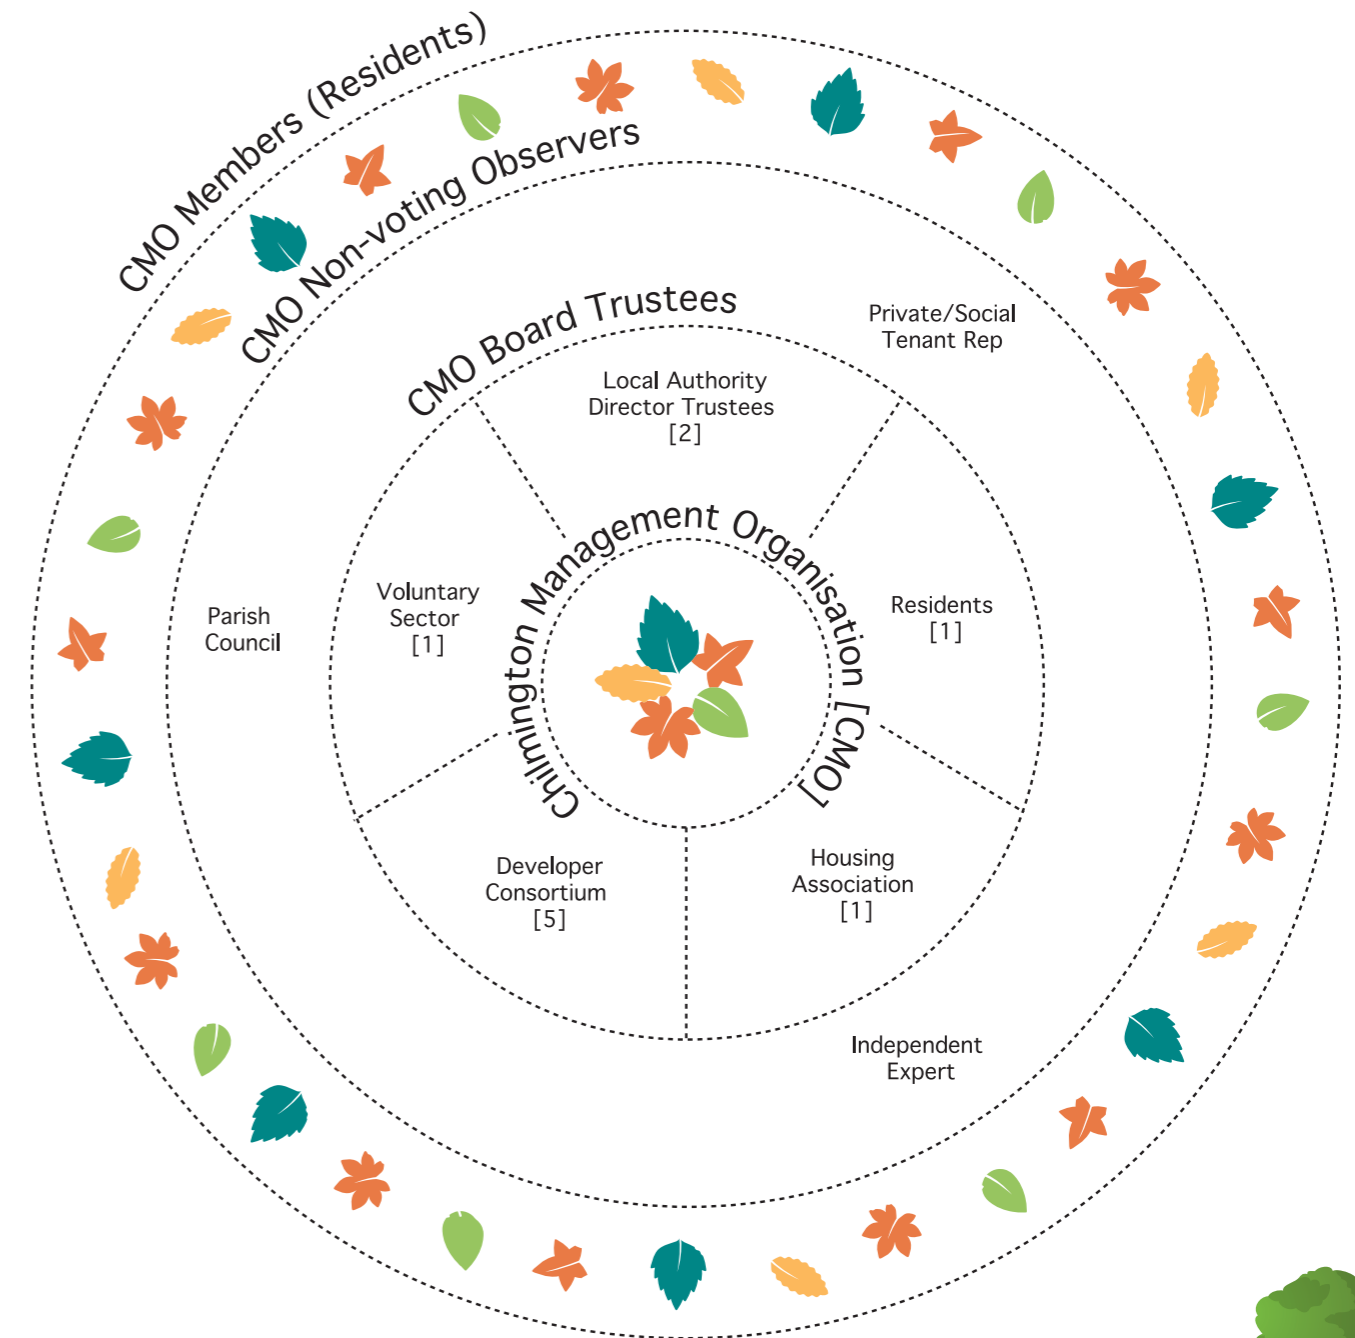 CMO Members (Residents)
CMO Non-voting Observers
CMO Board Trustees
Private/Social
Tenant Rep
Local Authority
Director Trustees
[2]
Chilmington Management Organisation [CMO]
Voluntary
Sector
[1]
Residents
[1]
Parish
Council
Developer
Consortium
[5]
Housing
Association
[1]
Independent
Expert